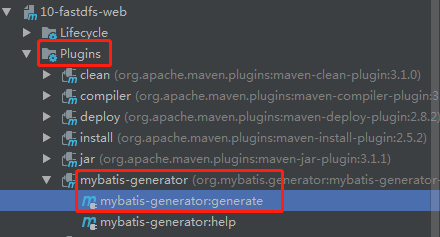 10-fastdfs-web
Lifecycle
Plugins
clean (org.apache.maven.plugins:maven-clean-plugin:3.1.0)
compiler (org.apache.maven.plugins:maven-compiler-plugin:3
deploy (org.apache.maven.plugins:maven-deploy-plugin:2.8.2
install (org.apache.maven.plugins:maven-install-plugin:2.5.2)
jar (org.apache.maven.plugins:maven-jar-plugin:3.1.1)
mybatis-generator (org.mybatis.generator:mybatis-generator-
mybatis-generator:generate
mybatis-generator:help